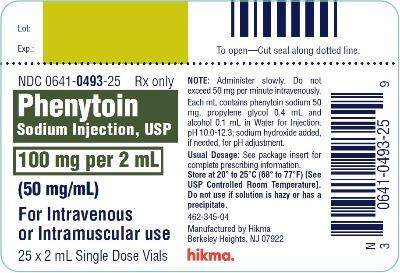 Lot:
Exp.:
To open—Cut seal along dotted line.
NDC 0641-0493-25 Rx only
Phenytoin
Sodium Injection, USP
100 mg per 2 mL
(50 mg/mL)
For Intravenous
or Intramuscular use
25 x 2 mL Single Dose Vials
NOTE: Administer slowly. Do not
exceed 50 mg per minute intravenously.
Each mL contains phenytoin sodium 50
mg, propylene glycol 0.4 mL and
alcohol 0.1 mL in Water for Injection.
pH 10.0-12.3; sodium hydroxide added,
if needed, for pH adjustment.
Usual Dosage: See package insert for
complete prescribing information.
Store at 20° to 25°C (68° to 77°F) [See
USP Controlled Room Temperature].
Do not use if solution is hazy or has a
precipitate.
462-345-04
Manufactured by Hikma
Berkeley Heights, NJ 07922
hikma.
N
3
0641-0493-25
9